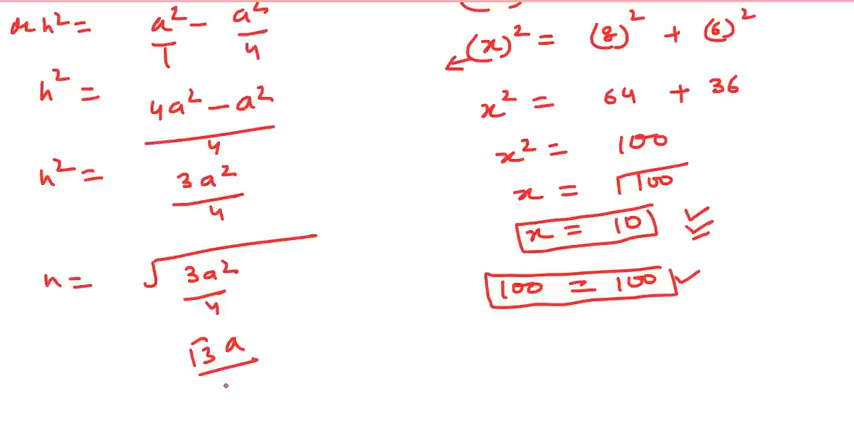 h² = a²/1 − a²/4
h² = 4a² − a²/4
h² = 3a²/4
h = √3a²/4
√3 a
(x)² = (8)² + (6)²
x² = 64 + 36
x² = 100
x = √100
x = 10
100 = 100